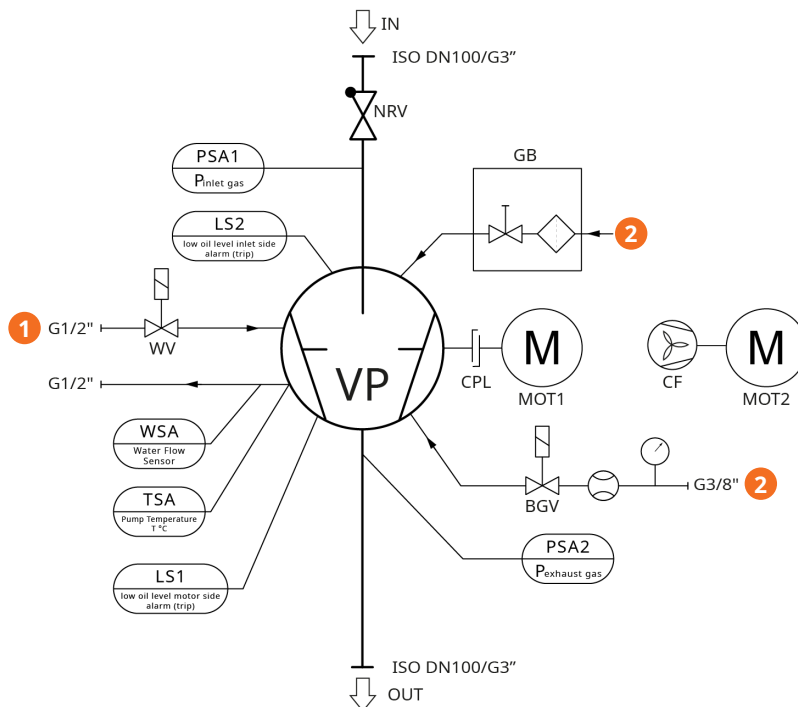 IN
ISO DN100/G3”
NRV
PSA1
Pinlet gas
GB
LS2
low oil level inlet side
alarm (trip)
2
1
G1/2"
WV
VP
CPL
M
MOT1
CF
M
MOT2
G1/2"
WSA
Water Flow
Sensor
TSA
Pump Temperature
T °C
BGV
G3/8"
2
PSA2
Pexhaust gas
LS1
low oil level motor side
alarm (trip)
ISO DN100/G3”
OUT